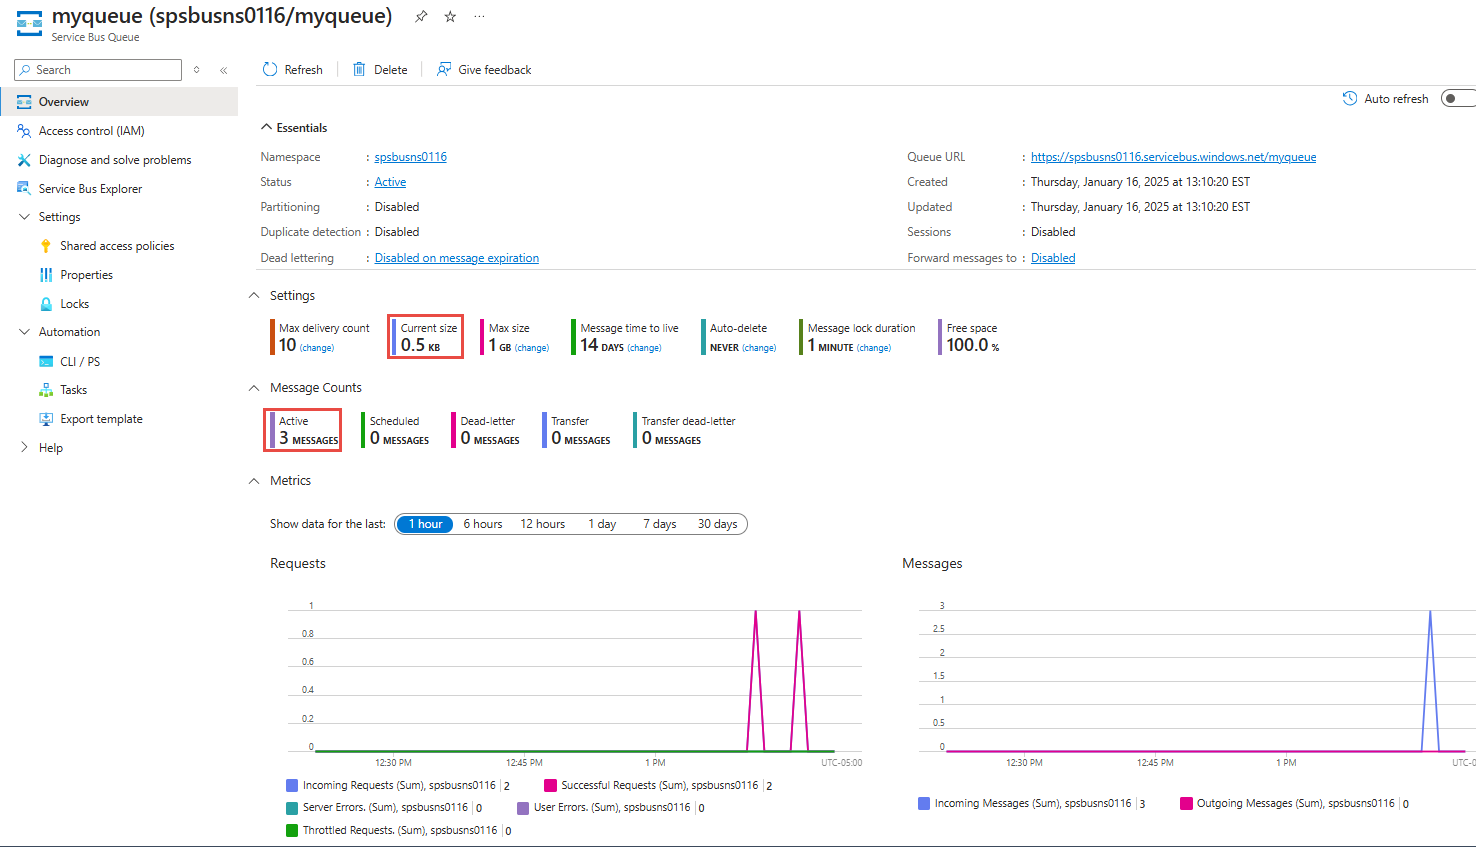 myqueue (spsbusns0116/myqueue)
Service Bus Queue
Search
Refresh
Delete
Give feedback
Auto refresh
Overview
Access control (IAM)
Diagnose and solve problems
Service Bus Explorer
Settings
Shared access policies
Properties
Locks
Automation
CLI / PS
Tasks
Export template
Help
Essentials
Namespace : spsbusns0116
Status : Active
Partitioning : Disabled
Duplicate detection : Disabled
Dead lettering : Disabled on message expiration
Queue URL : https://spsbusns0116.servicebus.windows.net/myqueue
Created : Thursday, January 16, 2025 at 13:10:20 EST
Updated : Thursday, January 16, 2025 at 13:10:20 EST
Sessions : Disabled
Forward messages to : Disabled
Settings
Max delivery count
10 (change)
Current size
0.5 KB
Max size
1 GB (change)
Message time to live
14 DAYS (change)
Auto-delete
NEVER (change)
Message lock duration
1 MINUTE (change)
Free space
100.0 %
Message Counts
Active
3 MESSAGES
Scheduled
0 MESSAGES
Dead-letter
0 MESSAGES
Transfer
0 MESSAGES
Transfer dead-letter
0 MESSAGES
Metrics
Show data for the last: 1 hour 6 hours 12 hours 1 day 7 days 30 days
Requests
1
0.8
0.6
0.4
0.2
0
12:30 PM 12:45 PM 1 PM UTC-05:00
Incoming Requests (Sum), spsbusns0116 2
Successful Requests (Sum), spsbusns0116 2
Server Errors. (Sum), spsbusns0116 0
User Errors. (Sum), spsbusns0116 0
Throttled Requests. (Sum), spsbusns0116 0
Messages
3
2.5
2
1.5
1
0.5
0
12:30 PM 12:45 PM 1 PM UTC-0
Incoming Messages (Sum), spsbusns0116 3
Outgoing Messages (Sum), spsbusns0116 0